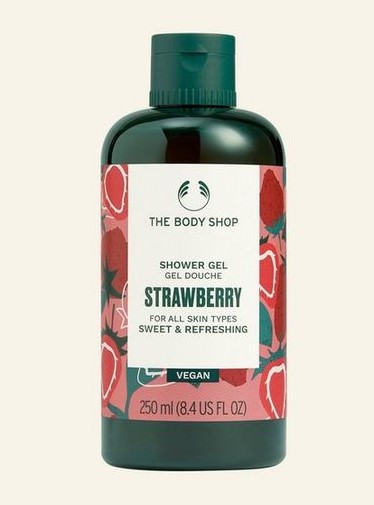 THE BODY SHOP
SHOWER GEL
GEL DOUCHE
STRAWBERRY
FOR ALL SKIN TYPES
SWEET & REFRESHING
VEGAN
250 ml (8.4 US FL OZ)